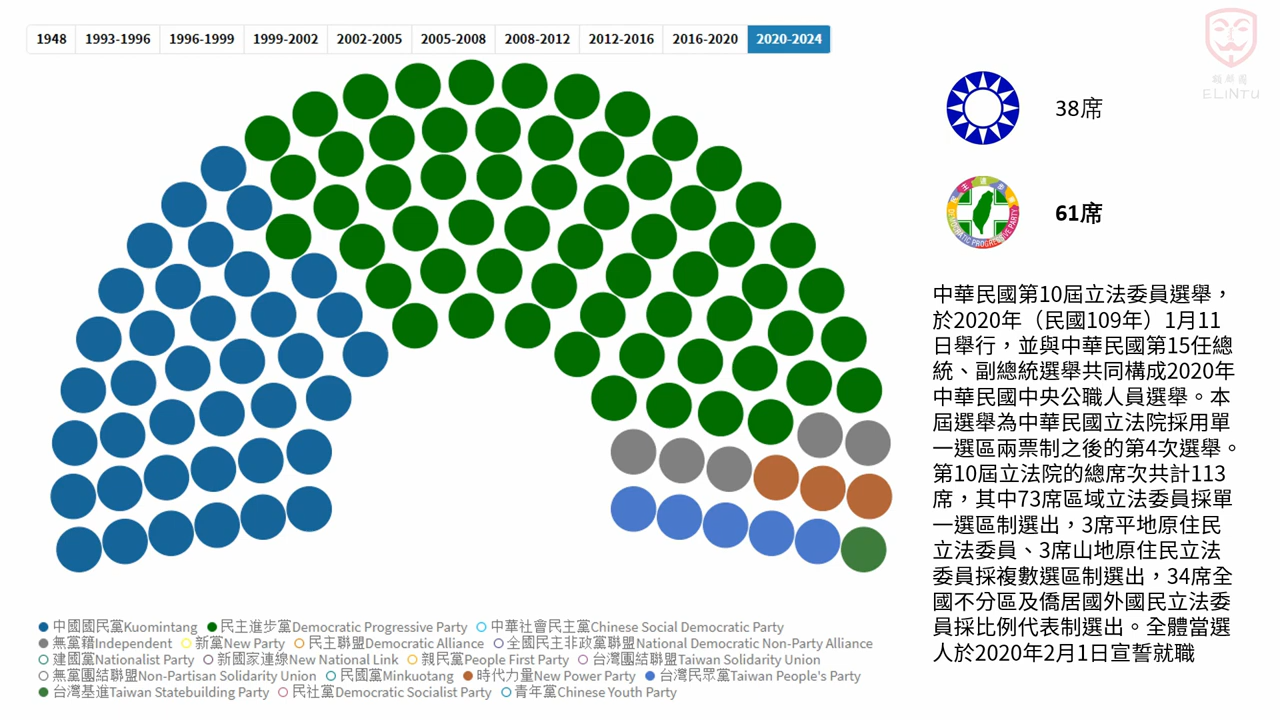 1948 1993-1996 1996-1999 1999-2002 2002-2005 2005-2008 2008-2012 2012-2016 2016-2020 2020-2024
ELINTU
38席
DEMOCRATIC PROGRESSIVE PARTY
61席
中華民國第10屆立法委員選舉，
於2020年（民國109年）1月11
日舉行，並與中華民國第15任總
統、副總統選舉共同構成2020年
中華民國中央公職人員選舉。本
屆選舉為中華民國立法院採用單
一選區兩票制之後的第4次選舉。
第10屆立法院的總席次共計113
席，其中73席區域立法委員採單
一選區制選出，3席平地原住民
立法委員、3席山地原住民立法
委員採複數選區制選出，34席全
國不分區及僑居國外國民立法委
員採比例代表制選出。全體當選
人於2020年2月1日宣誓就職
中國國民黨Kuomintang 民主進步黨Democratic Progressive Party 中華社會民主黨Chinese Social Democratic Party
無黨籍Independent 新黨New Party 民主聯盟Democratic Alliance 全國民主非政黨聯盟National Democratic Non-Party Alliance
建國黨Nationalist Party 新國家連線New National Link 親民黨People First Party 台灣團結聯盟Taiwan Solidarity Union
無黨團結聯盟Non-Partisan Solidarity Union 民國黨Minkuotang 時代力量New Power Party 台灣民眾黨Taiwan People's Party
台灣基進Taiwan Statebuilding Party 民社黨Democratic Socialist Party 青年黨Chinese Youth Party